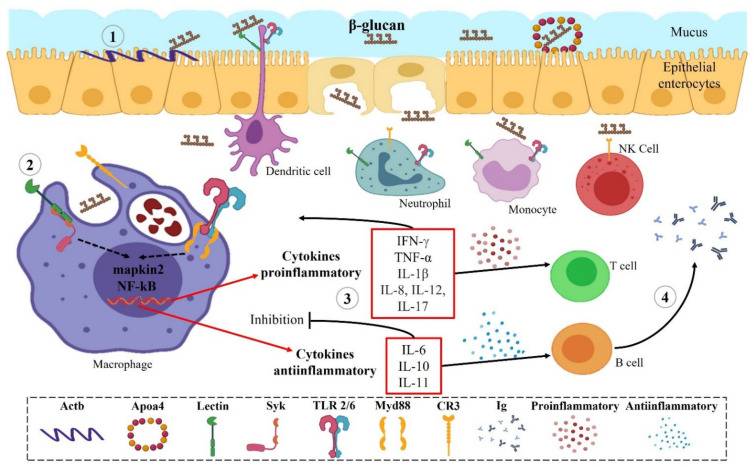 β-glucan
1
Mucus
Epithelial
enterocytes
Dendritic cell
Neutrophil
Monocyte
NK Cell
2
mapkin2
NF-kB
Macrophage
Cytokines
proinflammatory
IFN-γ
TNF-α
IL-1β
IL-8, IL-12,
IL-17
T cell
3
4
Inhibition
Cytokines
antiinflammatory
IL-6
IL-10
IL-11
B cell
Actb
Apoa4
Lectin
Syk
TLR 2/6
Myd88
CR3
Ig
Proinflammatory
Antiinflammatory